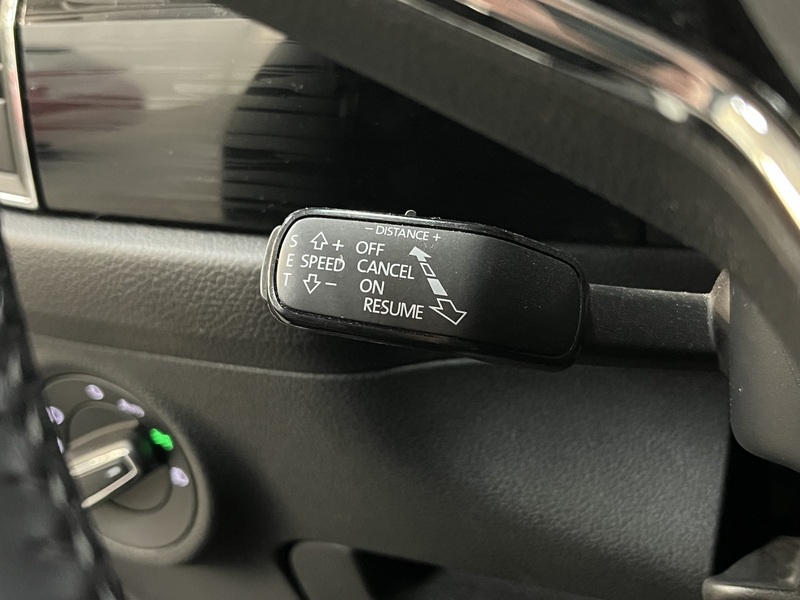 - DISTANCE +
S + OFF
E SPEED CANCEL
T - ON
RESUME